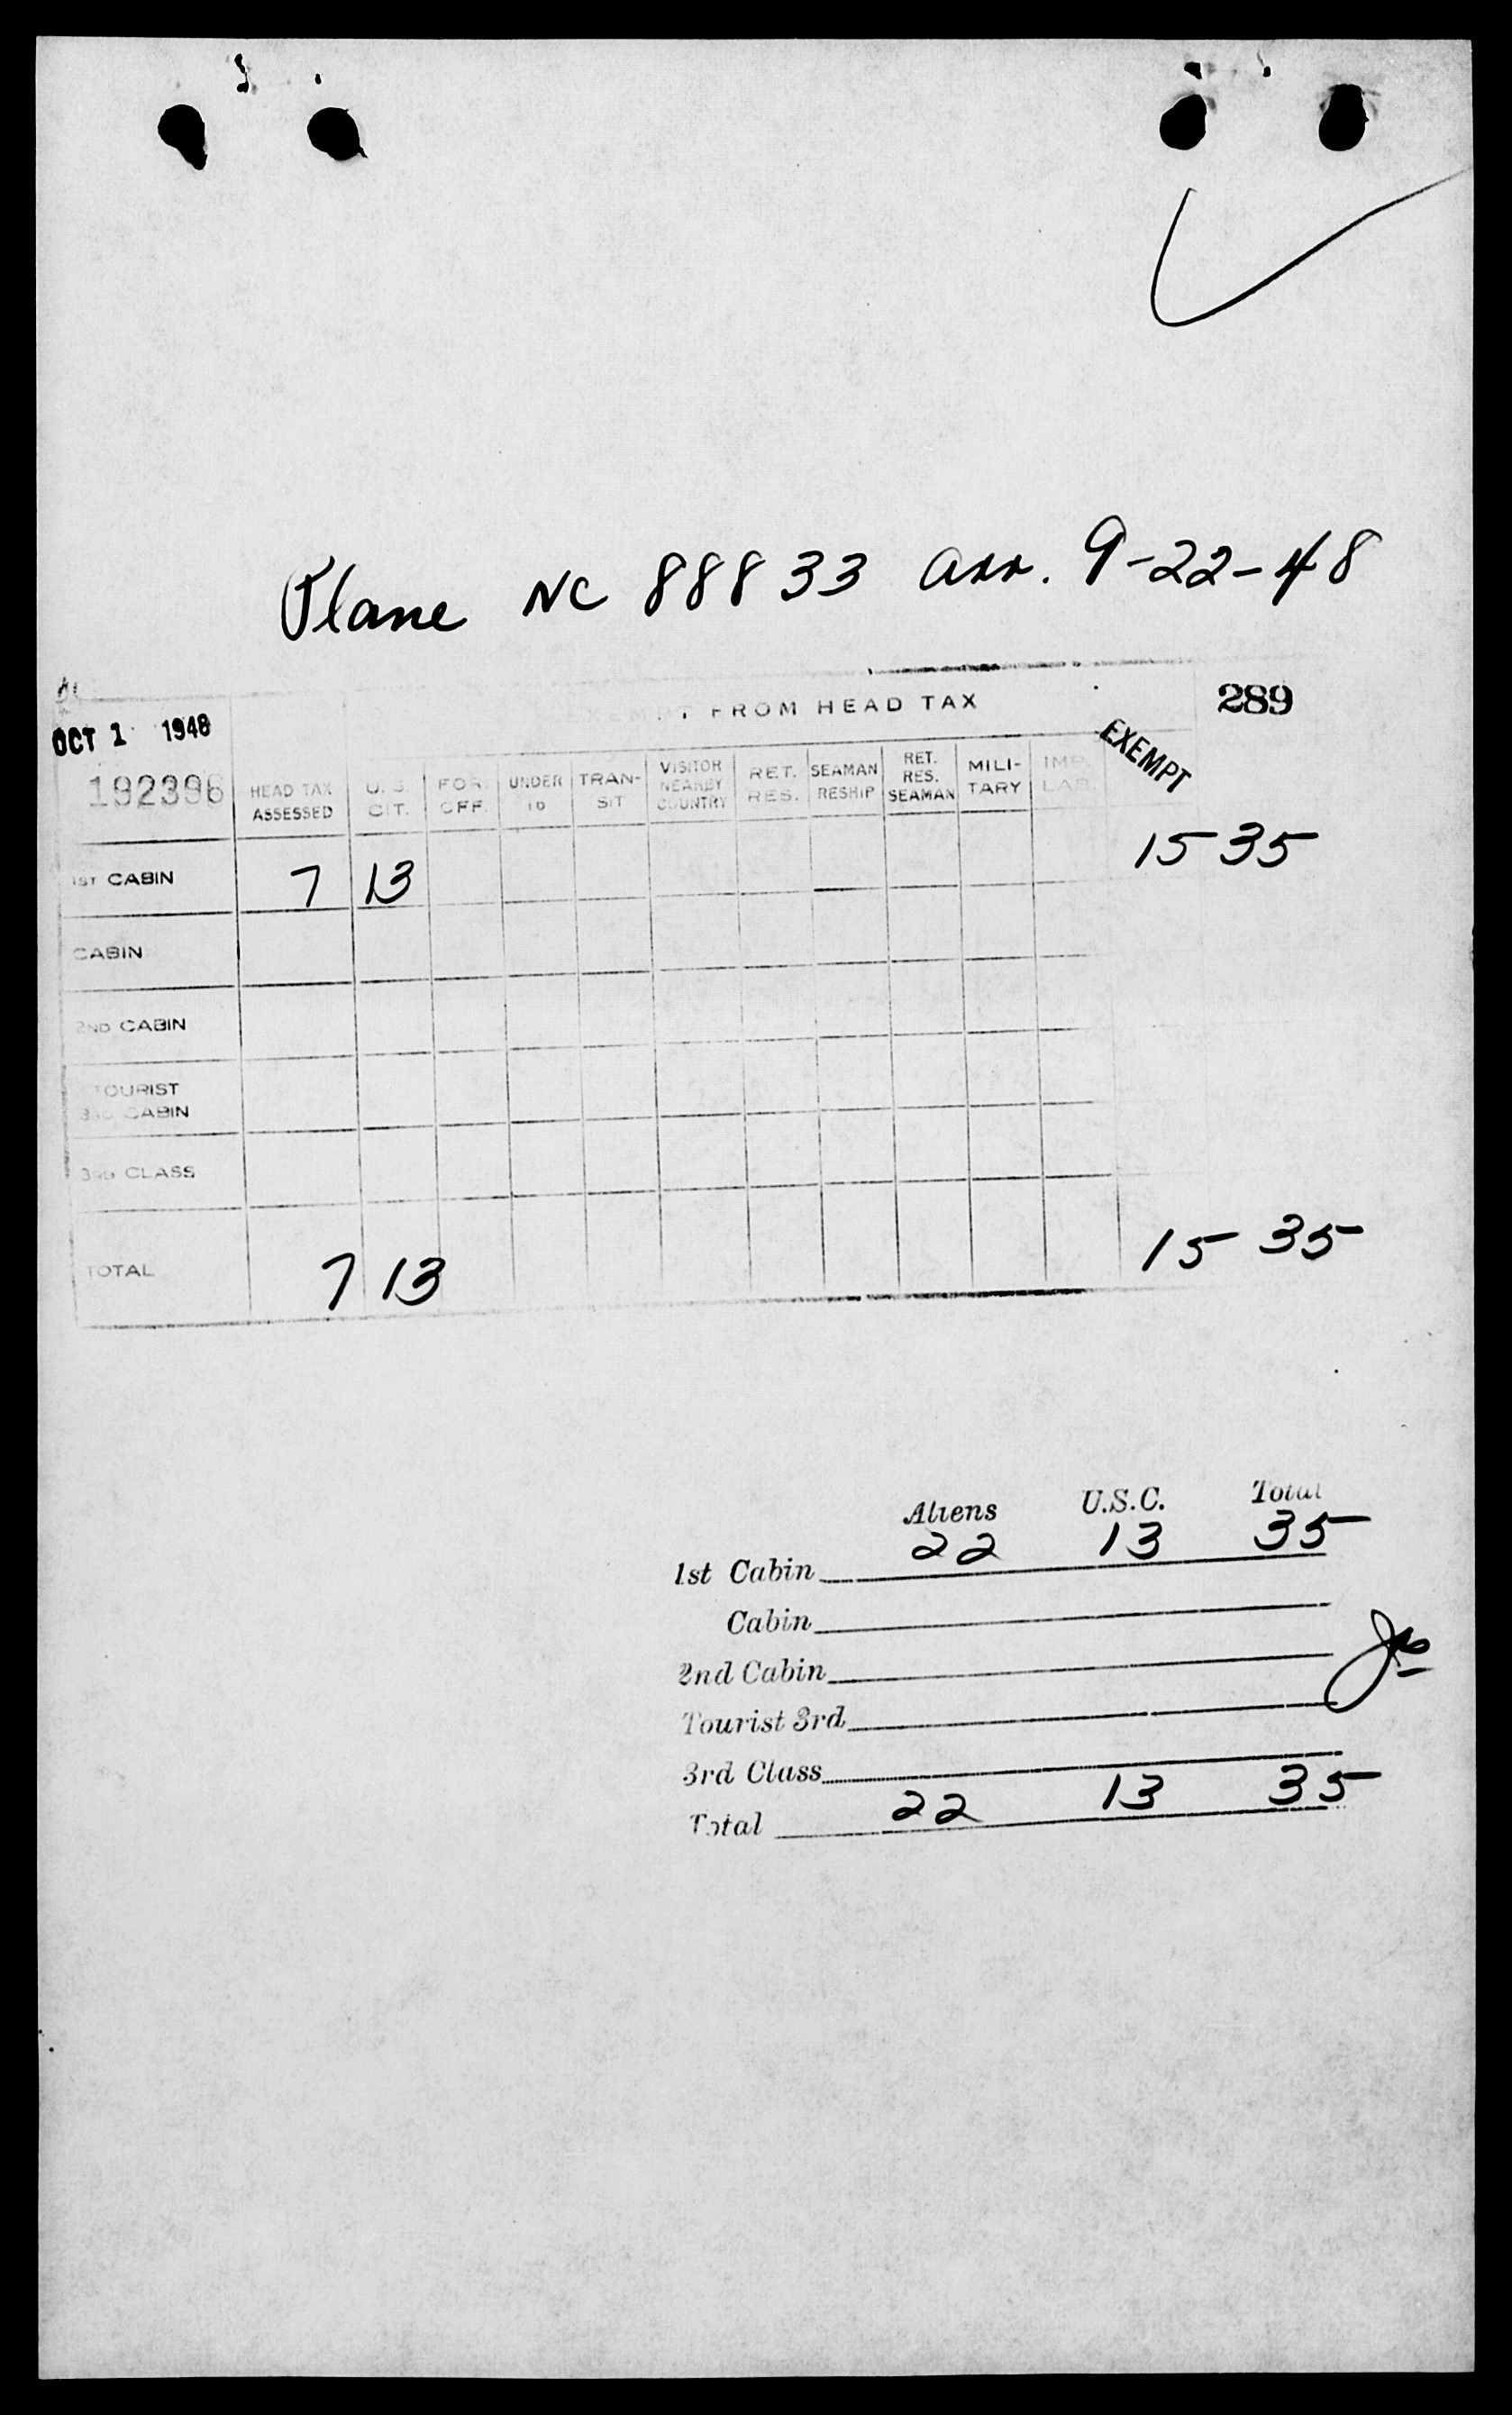 Plane NC 88833 arr. 9-22-48
FROM HEAD TAX
289
OCT 1 1948
EXEMPT
192396
HEAD TAX ASSESSED
U. S. CIT.
FOR. OFF.
UNDER 16
TRAN-SIT
VISITOR NEARBY COUNTRY
RET. RES.
SEAMAN RESHIP
RET. RES. SEAMAN
MILI-TARY
IMP. LAB.
1ST CABIN 7 13 15 35
CABIN
2ND CABIN
TOURIST
3RD CABIN
3RD CLASS
TOTAL 7 13 15 35
Aliens U.S.C. Total
1st Cabin 22 13 35
Cabin
2nd Cabin
Tourist 3rd
3rd Class
Total 22 13 35